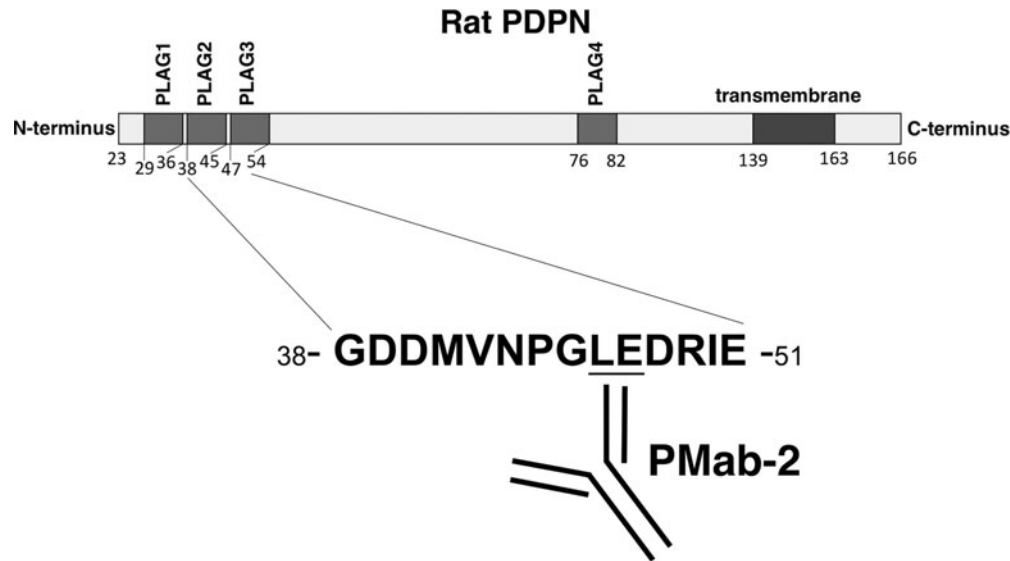 Rat PDPN
PLAG1
PLAG2
PLAG3
PLAG4
transmembrane
N-terminus
C-terminus
23
29
36
38
45
47
54
76
82
139
163
166
38- GDDMVNPGLEDRIE -51
PMab-2